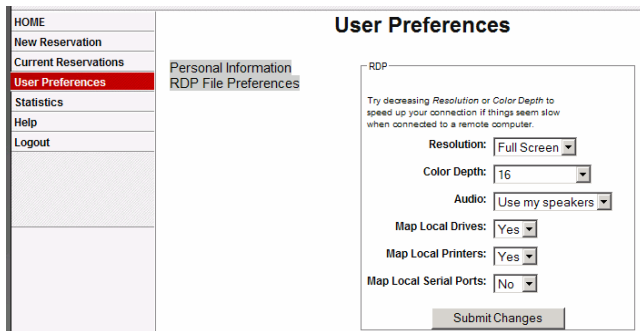 HOME
New Reservation
Current Reservations
User Preferences
Statistics
Help
Logout
User Preferences
Personal Information
RDP File Preferences
RDP
Try decreasing Resolution or Color Depth to
speed up your connection if things seem slow
when connected to a remote computer.
Resolution: Full Screen
Color Depth: 16
Audio: Use my speakers
Map Local Drives: Yes
Map Local Printers: Yes
Map Local Serial Ports: No
Submit Changes